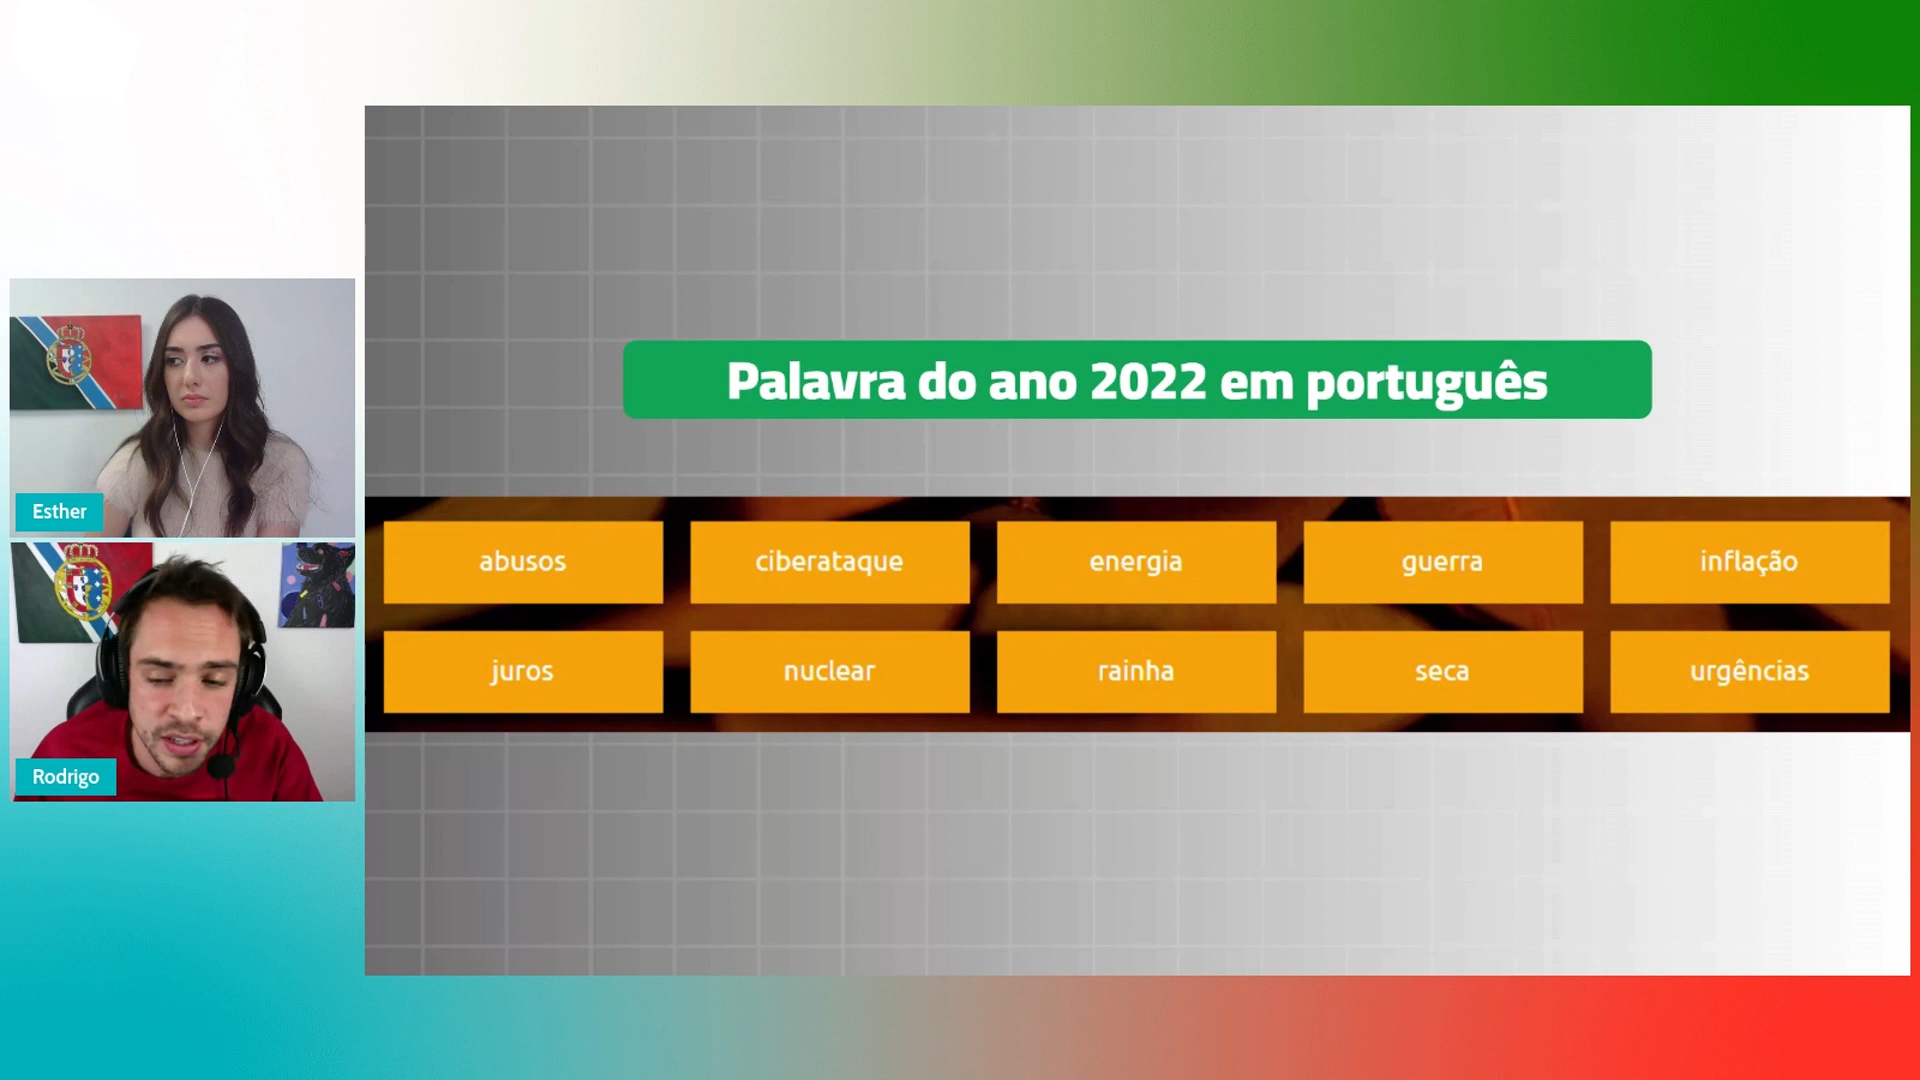 Palavra do ano 2022 em português
abusos ciberataque energia guerra inflação
juros nuclear rainha seca urgências
Esther
Rodrigo